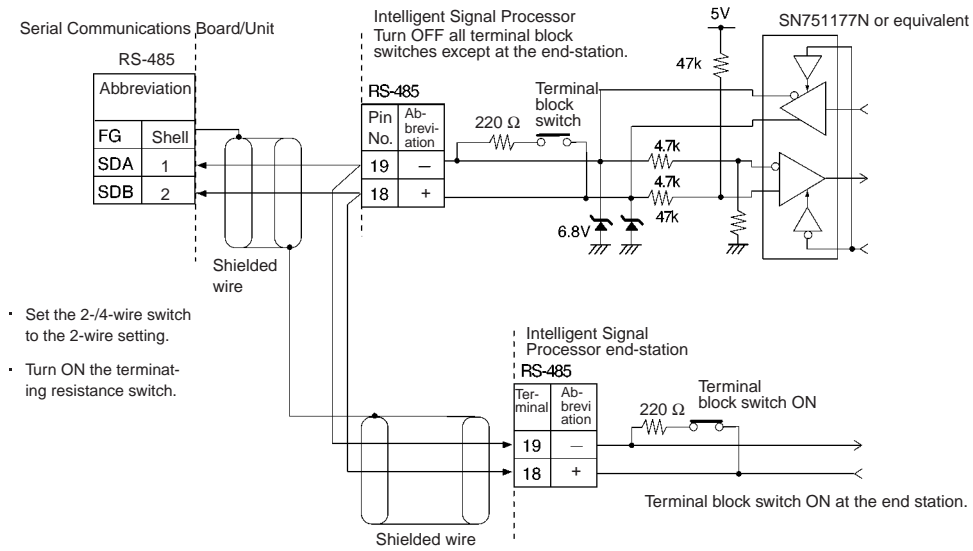 Serial Communications Board/Unit
RS-485
Abbreviation
FG Shell
SDA 1
SDB 2
Shielded
wire
· Set the 2-/4-wire switch
to the 2-wire setting.
· Turn ON the terminat-
ing resistance switch.
Intelligent Signal Processor
Turn OFF all terminal block
switches except at the end-station.
RS-485
Pin
No.
Ab-
brevi-
ation
19 –
18 +
220 Ω
Terminal
block
switch
5V
47k
4.7k
4.7k
47k
6.8V
SN751177N or equivalent
Intelligent Signal
Processor end-station
RS-485
Ter-
minal
Ab-
brevi
ation
19 –
18 +
220 Ω
Terminal
block switch ON
Terminal block switch ON at the end station.
Shielded wire